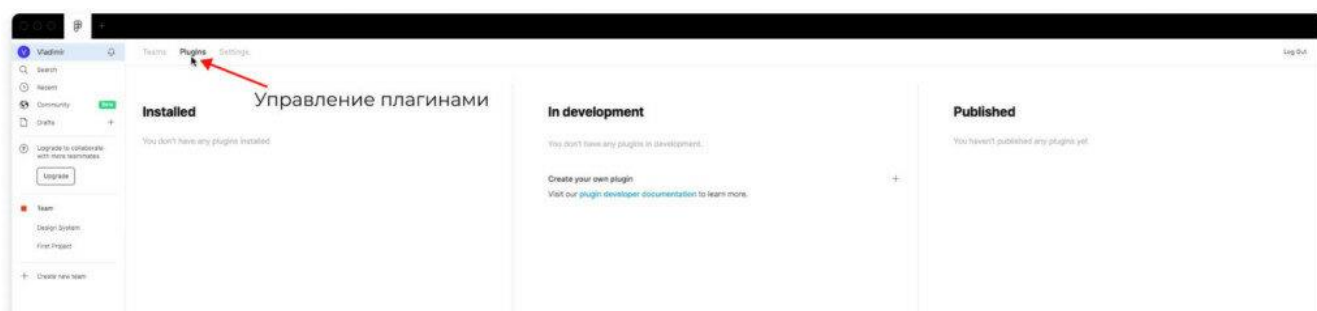 Vladimir
Search
Recent
Community Beta
Drafts
Upgrade to collaborate
with more teammates
Upgrade
Team
Design System
First Project
Create new team
Teams Plugins Settings
Log Out
Управление плагинами
Installed
You don't have any plugins installed
In development
You don't have any plugins in development.
Create your own plugin
Visit our plugin developer documentation to learn more.
Published
You haven't published any plugins yet